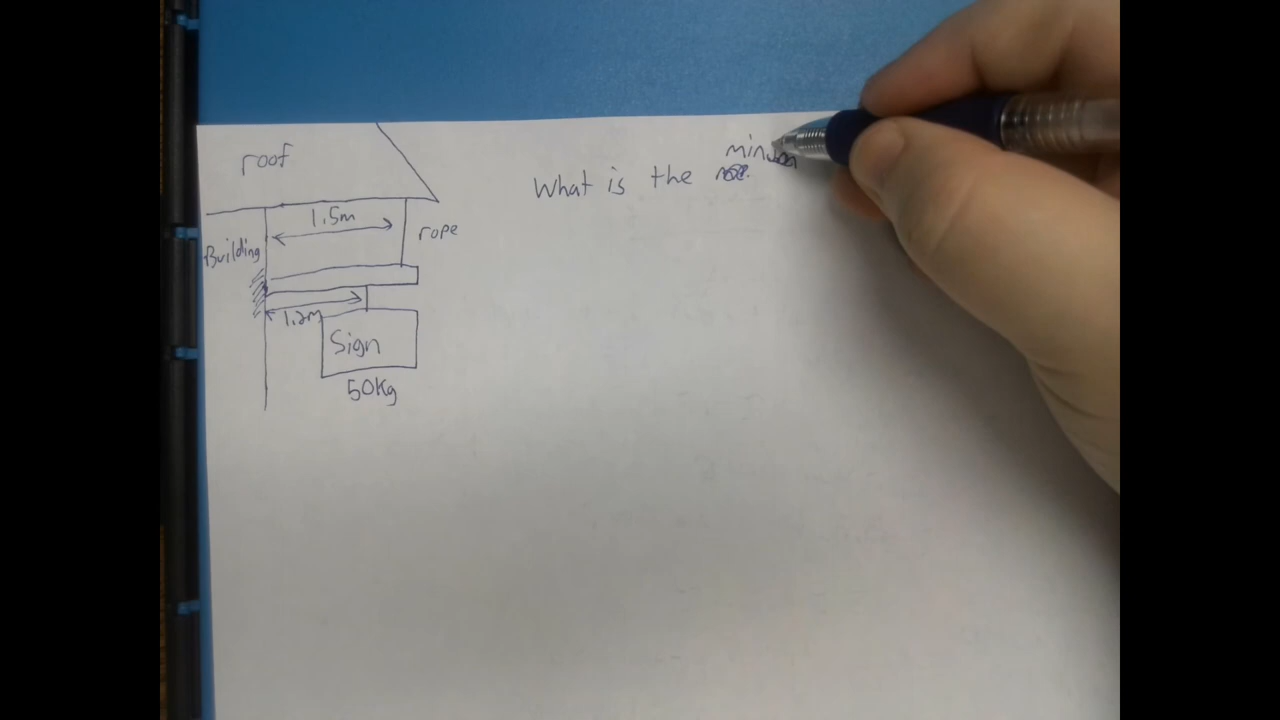 roof
What is the
1.5m
rope
Building
1.2m
Sign
50Kg